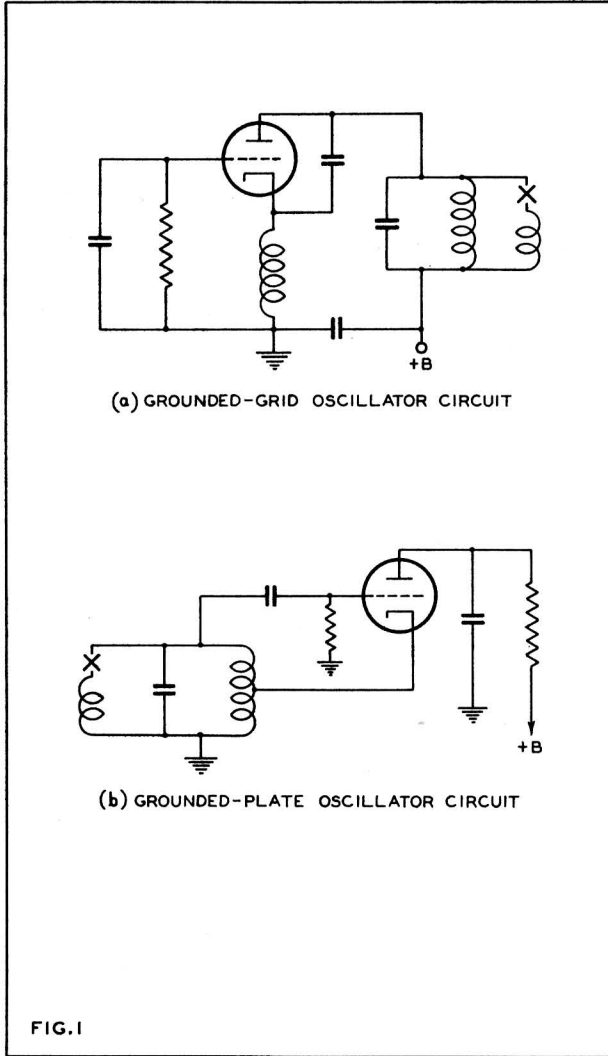 +B
(a) GROUNDED-GRID OSCILLATOR CIRCUIT
+B
(b) GROUNDED-PLATE OSCILLATOR CIRCUIT
FIG.1